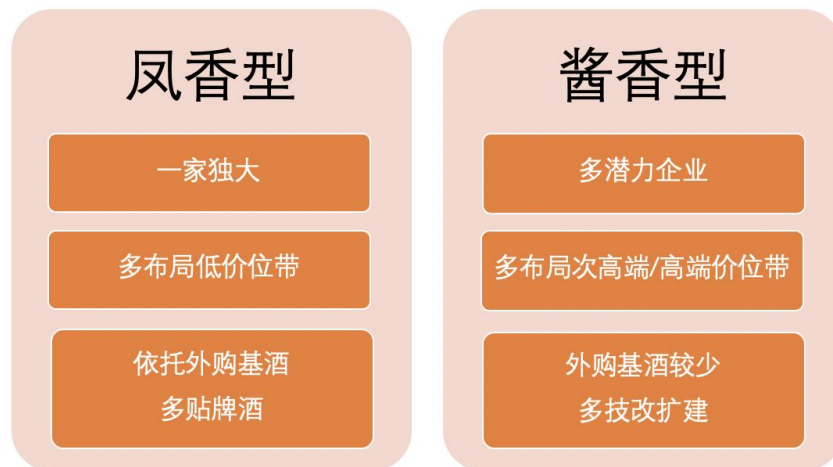 凤香型
一家独大
多布局低价位带
依托外购基酒
多贴牌酒
酱香型
多潜力企业
多布局次高端/高端价位带
外购基酒较少
多技改扩建